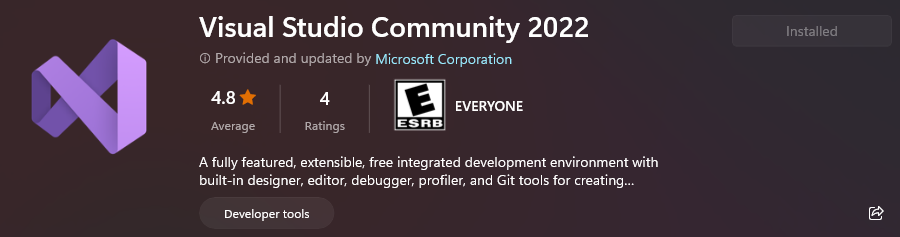 Visual Studio Community 2022
Installed
Provided and updated by Microsoft Corporation
4.8
4
E
ESRB
EVERYONE
Average
Ratings
A fully featured, extensible, free integrated development environment with
built-in designer, editor, debugger, profiler, and Git tools for creating...
Developer tools